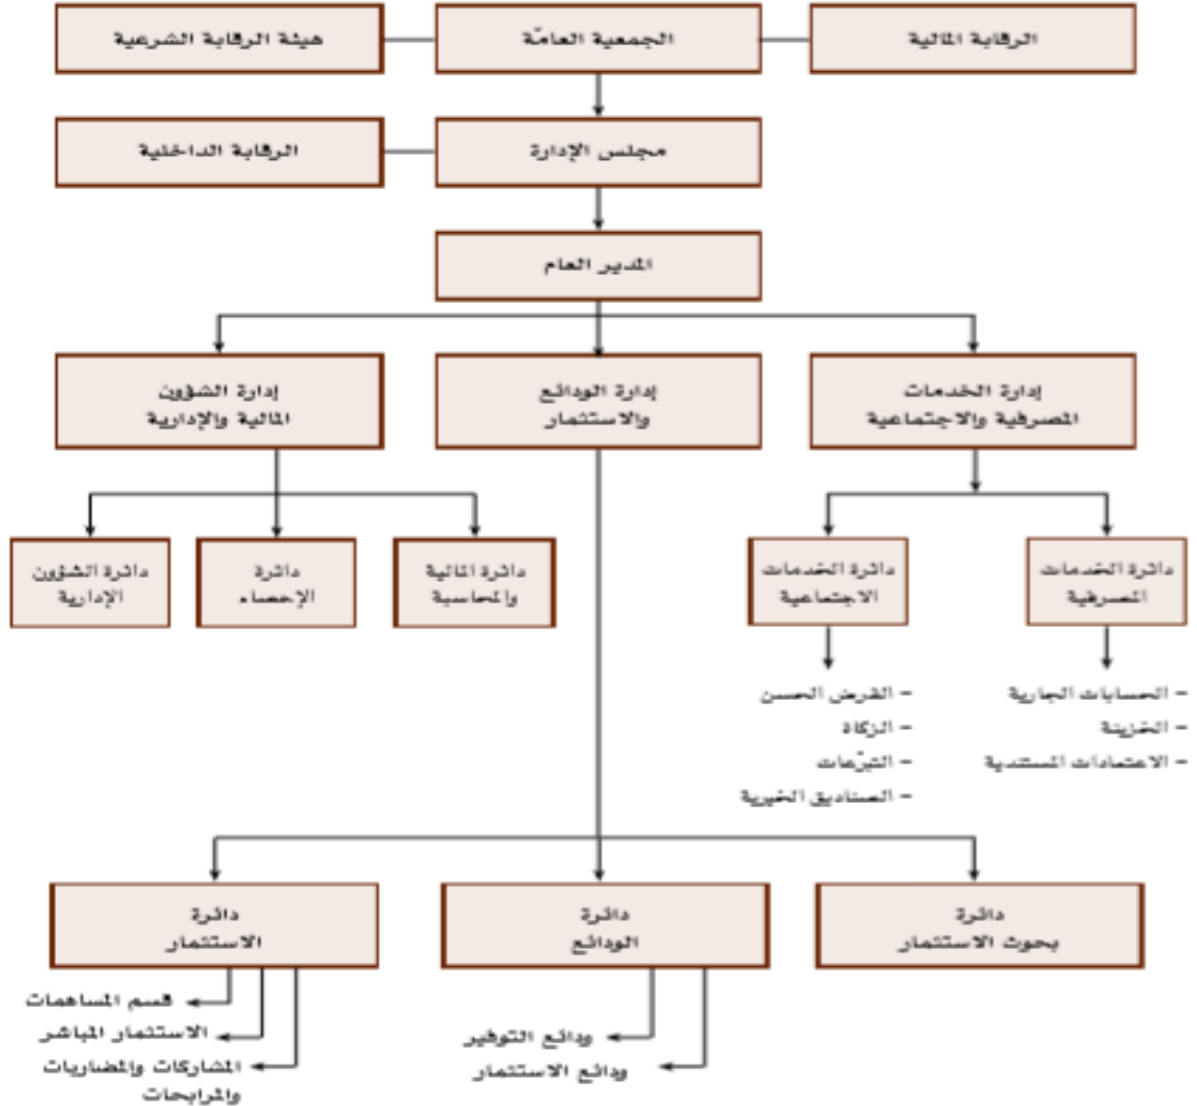 الرقابة المالية
الجمعية العامّة
هيئة الرقابة الشرعية
مجلس الإدارة
الرقابة الداخلية
المدير العام
إدارة الخدمات
المصرفية والاجتماعية
إدارة الودائع
والاستثمار
إدارة الشؤون
المالية والإدارية
دائرة الخدمات
المصرفية
دائرة الخدمات
الاجتماعية
دائرة المالية
والمحاسبة
دائرة
الإحصاء
دائرة الشؤون
الإدارية
- الحسابات الجارية
- الخزينة
- الاعتمادات المستندية
- القرض الحسن
- الزكاة
- التبرّعات
- الصناديق الخيرية
دائرة
بحوث الاستثمار
دائرة
الودائع
دائرة
الاستثمار
ودائع التوفير
ودائع الاستثمار
قسم المساهمات
الاستثمار المباشر
المشاركات والمضاربات
والمرابحات